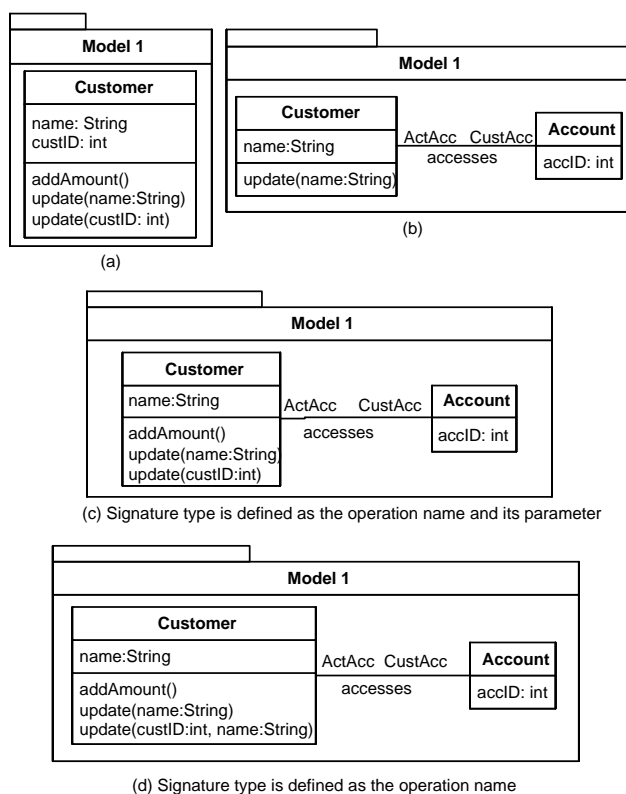 Model 1
Customer
name: String
custID: int
addAmount()
update(name:String)
update(custID: int)
(a)
Model 1
Customer
name:String
update(name:String)
ActAcc CustAcc
accesses
Account
accID: int
(b)
Model 1
Customer
name:String
addAmount()
update(name:String)
update(custID:int)
ActAcc CustAcc
accesses
Account
accID: int
(c) Signature type is defined as the operation name and its parameter
Model 1
Customer
name:String
addAmount()
update(name:String)
update(custID:int, name:String)
ActAcc CustAcc
accesses
Account
accID: int
(d) Signature type is defined as the operation name